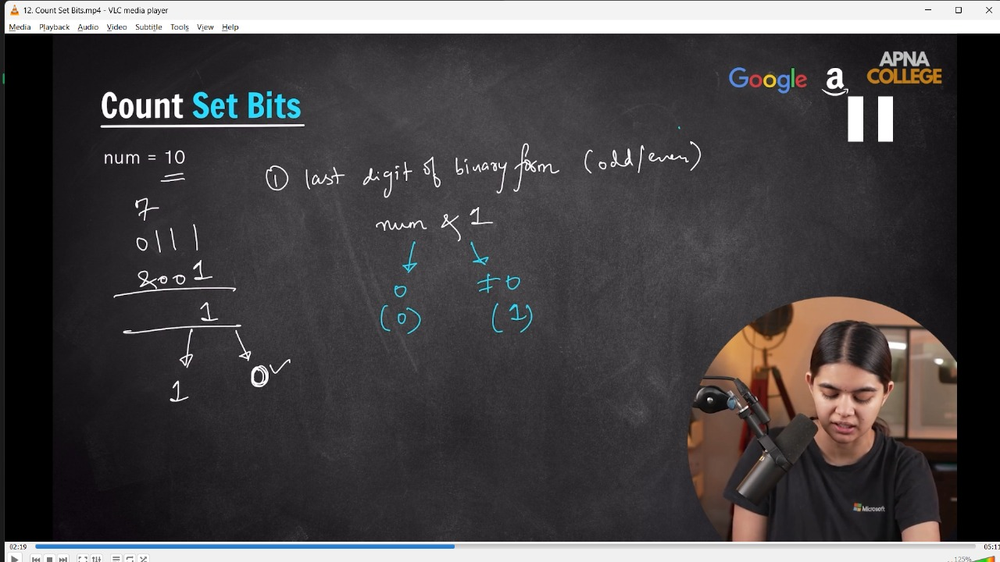 12. Count Set Bits.mp4 - VLC media player
Media Playback Audio Video Subtitle Tools View Help
Google a APNA COLLEGE
Count Set Bits
num = 10
① last digit of binary form (odd/even)
num & 1
7
0111
&001
1
1 0
0 ≠0
(0) (1)
Microsoft
02:19 05:11
125%